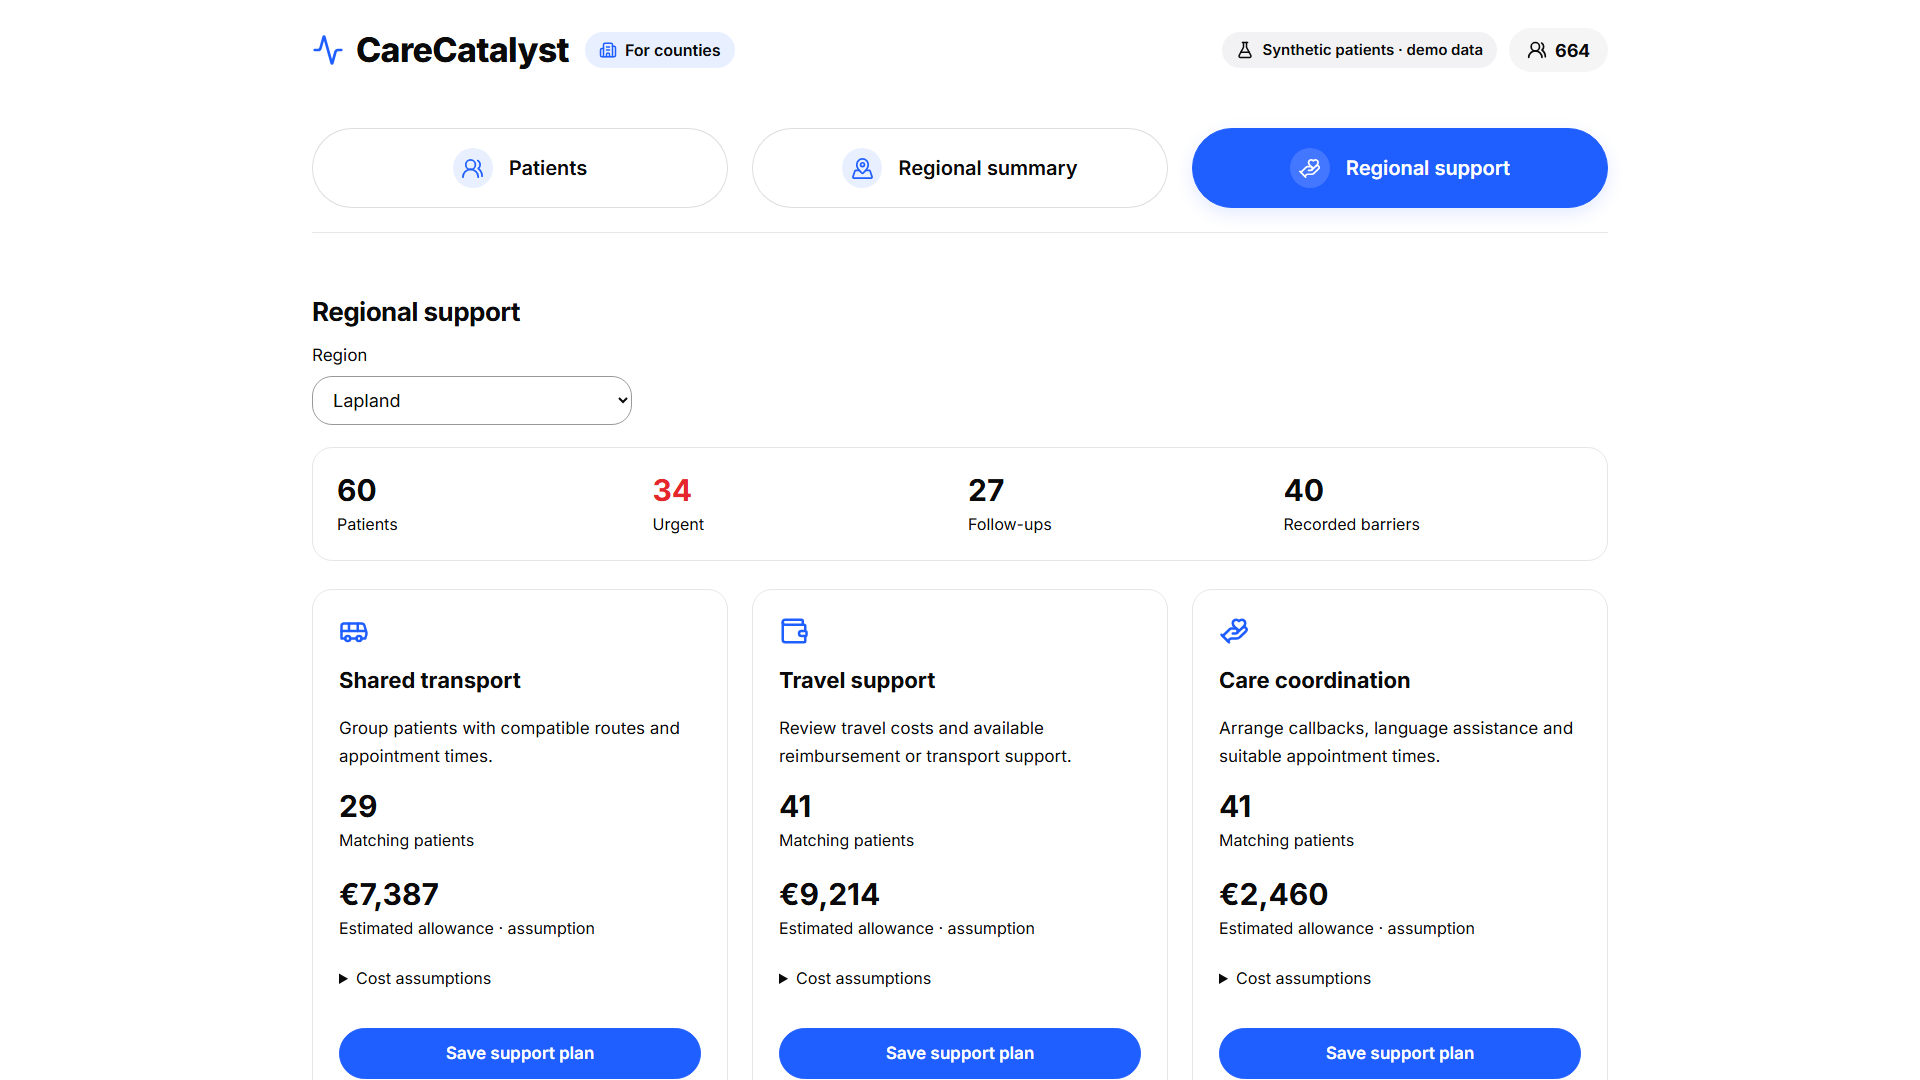 CareCatalyst
For counties
Synthetic patients · demo data
664
Patients
Regional summary
Regional support
Regional support
Region
Lapland
60
Patients
34
Urgent
27
Follow-ups
40
Recorded barriers
Shared transport
Group patients with compatible routes and
appointment times.
29
Matching patients
€7,387
Estimated allowance · assumption
Cost assumptions
Save support plan
Travel support
Review travel costs and available
reimbursement or transport support.
41
Matching patients
€9,214
Estimated allowance · assumption
Cost assumptions
Save support plan
Care coordination
Arrange callbacks, language assistance and
suitable appointment times.
41
Matching patients
€2,460
Estimated allowance · assumption
Cost assumptions
Save support plan